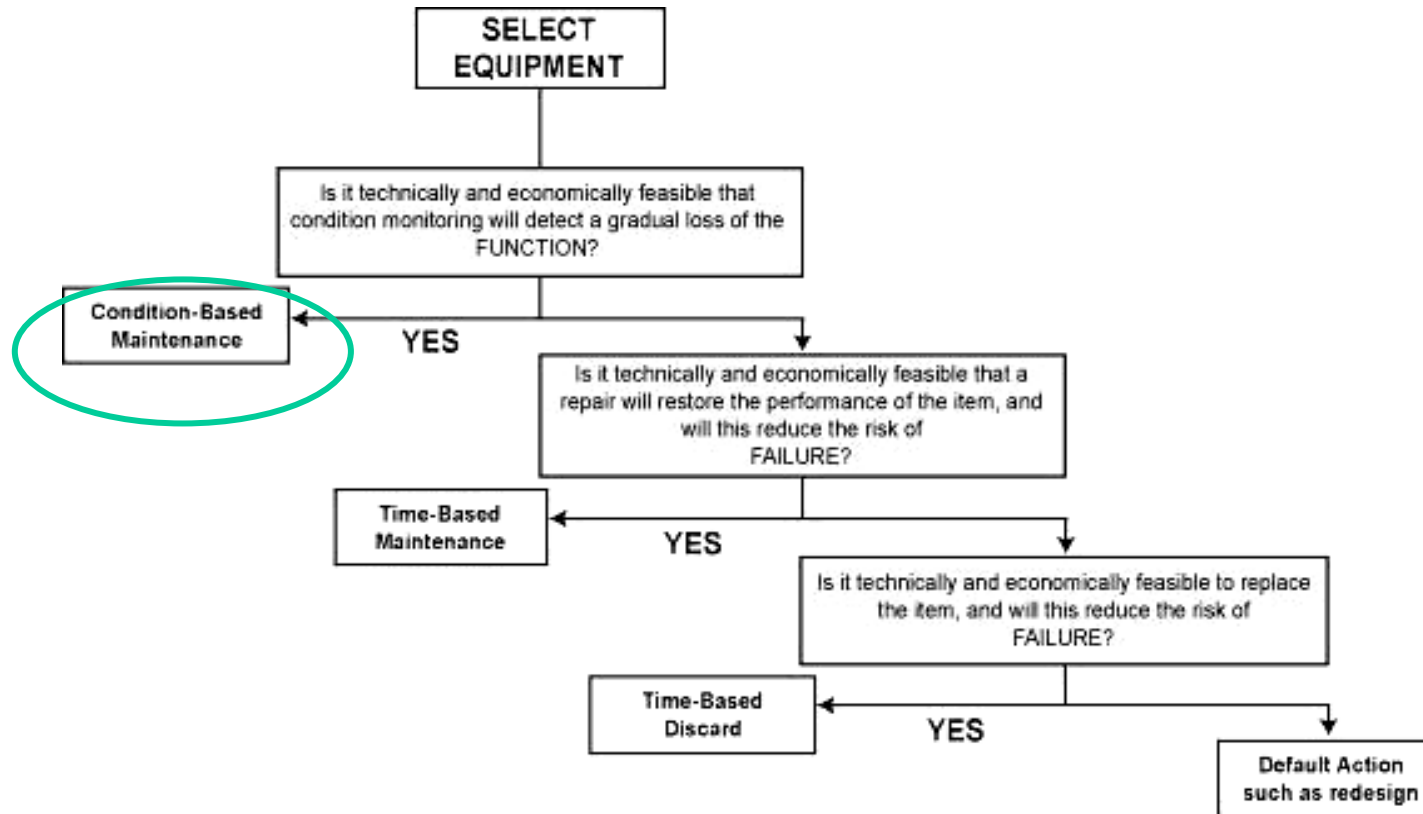 SELECT
EQUIPMENT
Is it technically and economically feasible that
condition monitoring will detect a gradual loss of the
FUNCTION?
Condition-Based
Maintenance
YES
Is it technically and economically feasible that a
repair will restore the performance of the item, and
will this reduce the risk of
FAILURE?
Time-Based
Maintenance
YES
Is it technically and economically feasible to replace
the item, and will this reduce the risk of
FAILURE?
Time-Based
Discard
YES
Default Action
such as redesign